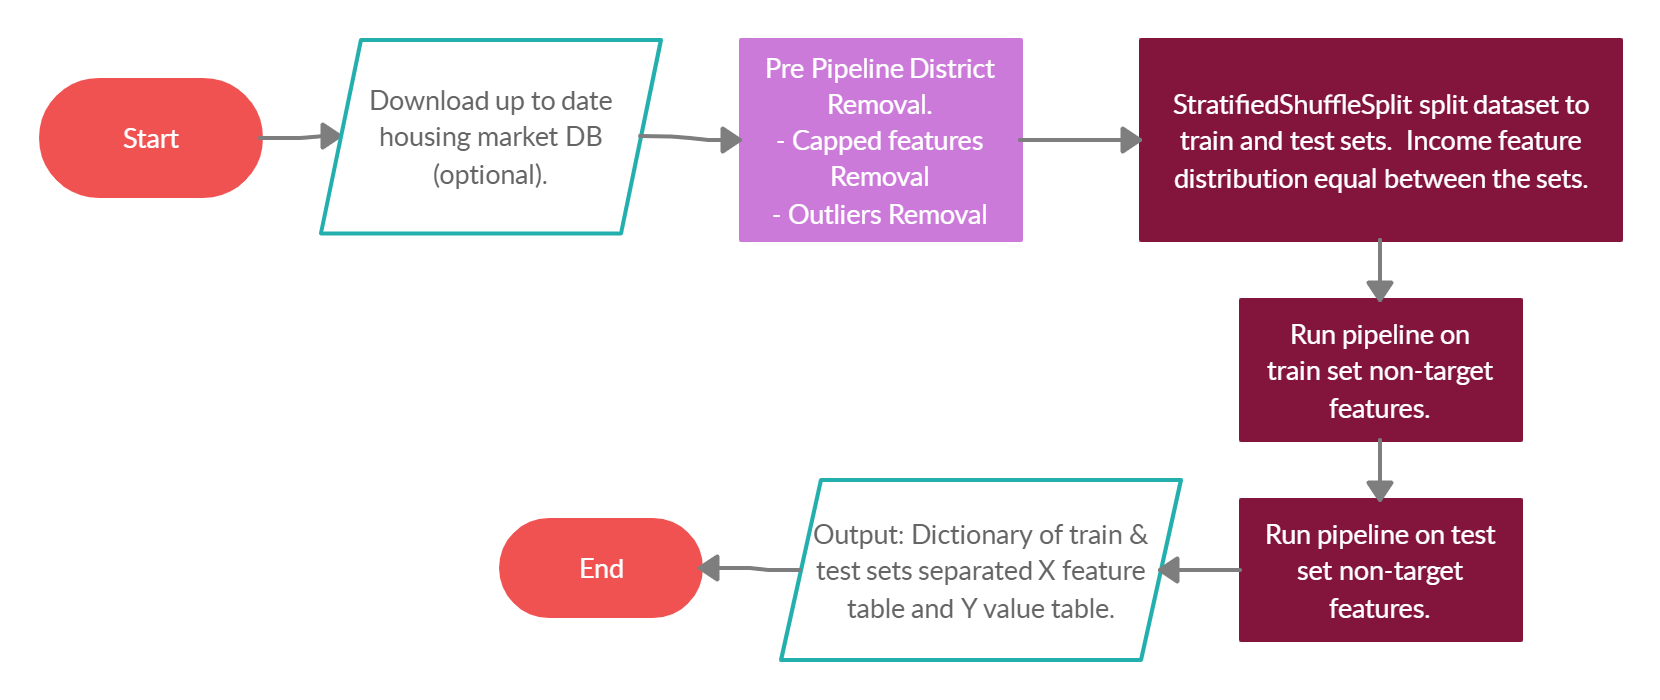 Start
Download up to date
housing market DB
(optional).
Pre Pipeline District
Removal.
- Capped features
Removal
- Outliers Removal
StratifiedShuffleSplit split dataset to
train and test sets.  Income feature
distribution equal between the sets.
Run pipeline on
train set non-target
features.
Run pipeline on test
set non-target
features.
Output: Dictionary of train &
test sets separated X feature
table and Y value table.
End